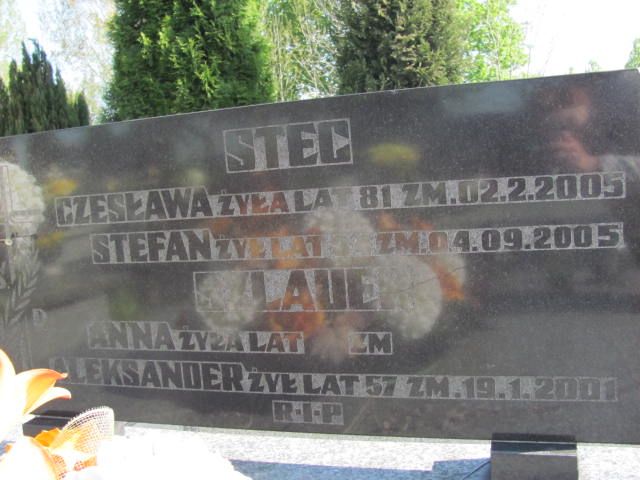 STEC
CZESŁAWA ŻYŁA LAT 81 ZM. 02.2.2005
STEFAN ŻYŁ LAT ZM. 04.09.2005
ANNA ŻYŁA LAT ZM
ALEKSANDER ŻYŁ LAT 57 ZM. 19.1.2001
R.I.P